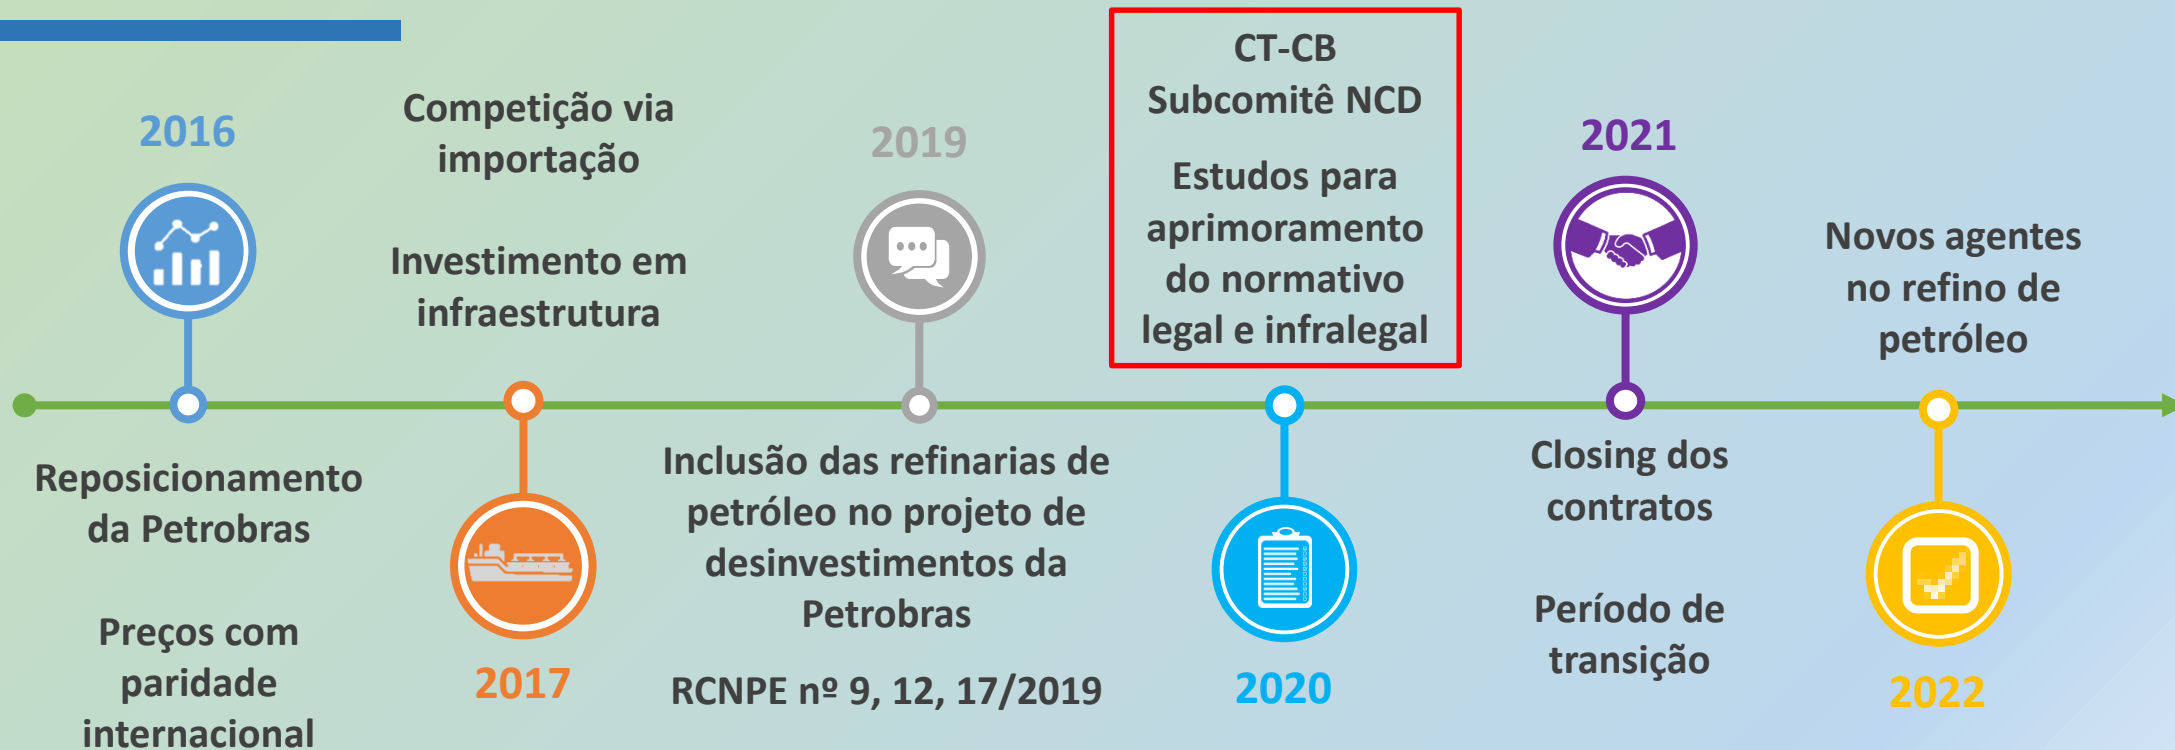 2016
Reposicionamento
da Petrobras
Preços com
paridade
internacional
Competição via
importação
Investimento em
infraestrutura
2017
2019
Inclusão das refinarias de
petróleo no projeto de
desinvestimentos da
Petrobras
RCNPE nº 9, 12, 17/2019
CT-CB
Subcomitê NCD
Estudos para
aprimoramento
do normativo
legal e infralegal
2020
2021
Closing dos
contratos
Período de
transição
Novos agentes
no refino de
petróleo
2022